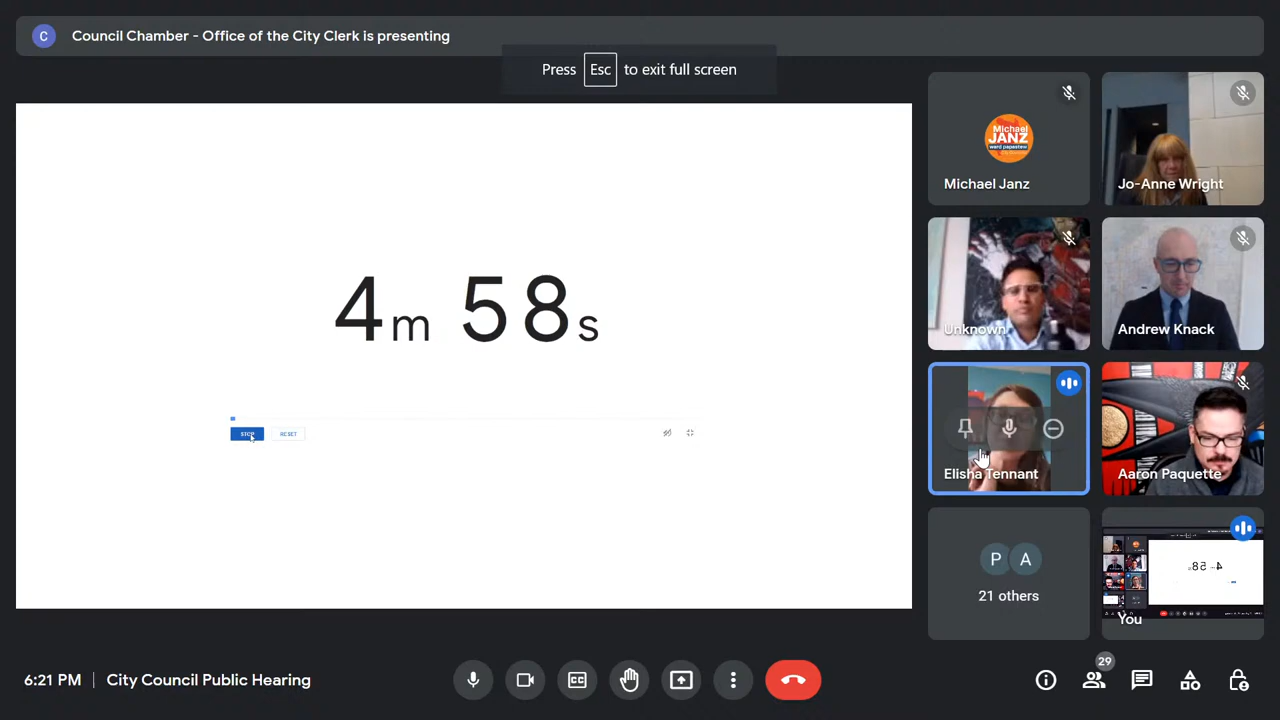 C Council Chamber - Office of the City Clerk is presenting
Press Esc to exit full screen
4m 58s
STOP RESET
Michael JANZ ward papastew
Michael Janz
Jo-Anne Wright
Unknown
Andrew Knack
Elisha Tennant
Aaron Paquette
P A
21 others
You
6:21 PM | City Council Public Hearing
29